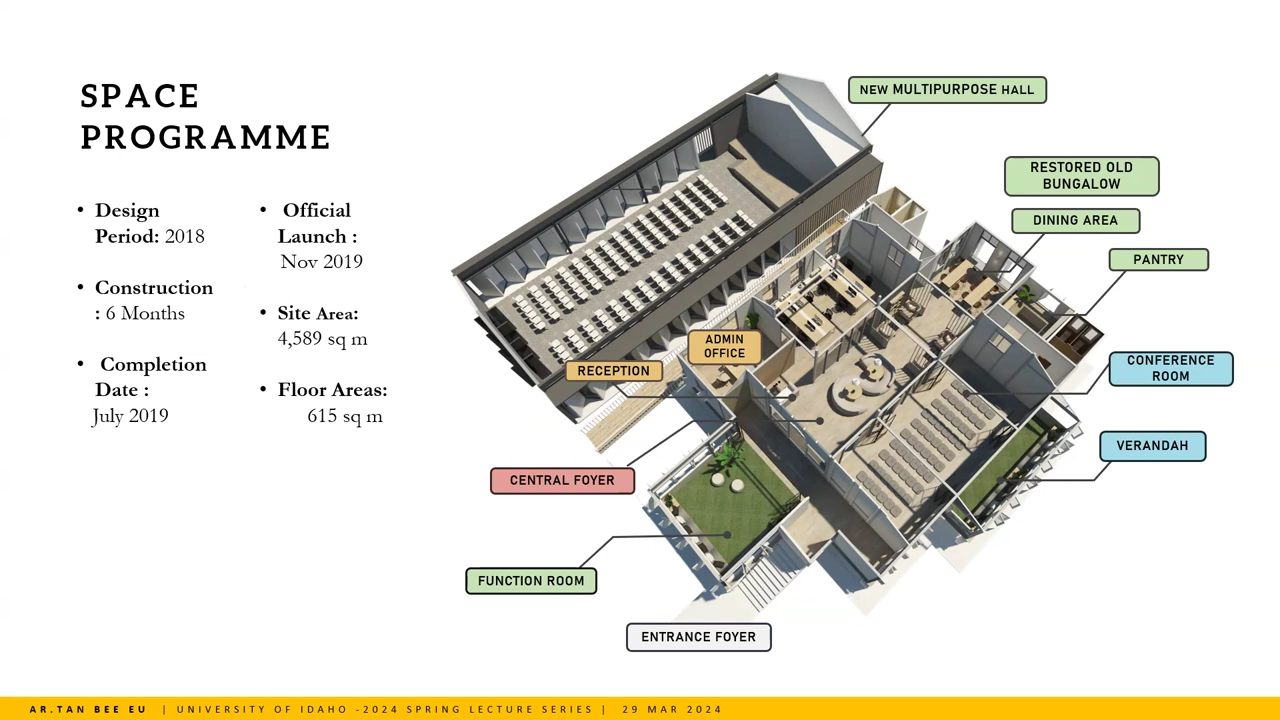 SPACE
PROGRAMME
• Design
Period: 2018
• Construction
: 6 Months
• Completion
Date :
July 2019
• Official
Launch :
Nov 2019
• Site Area:
4,589 sq m
• Floor Areas:
615 sq m
NEW MULTIPURPOSE HALL
RESTORED OLD
BUNGALOW
DINING AREA
PANTRY
ADMIN
OFFICE
RECEPTION
CONFERENCE
ROOM
VERANDAH
CENTRAL FOYER
FUNCTION ROOM
ENTRANCE FOYER
AR.TAN BEE EU | UNIVERSITY OF IDAHO -2024 SPRING LECTURE SERIES | 29 MAR 2024